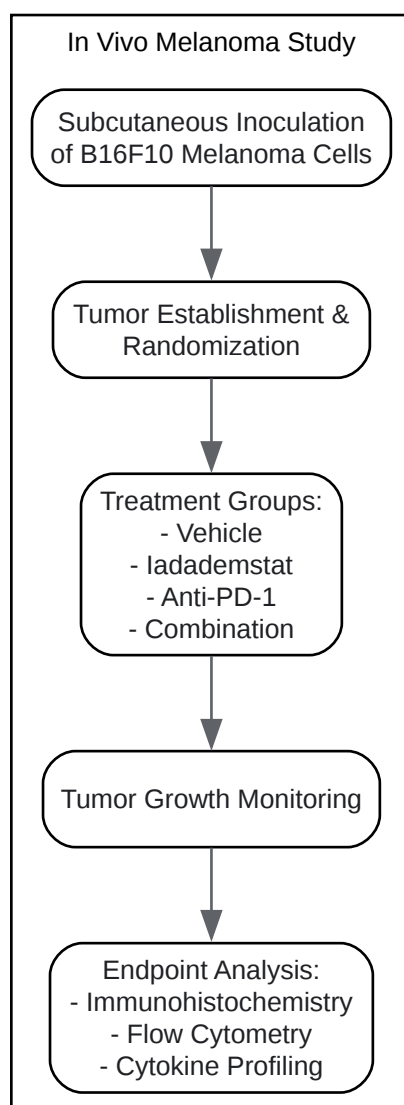 In Vivo Melanoma Study
Subcutaneous Inoculation
of B16F10 Melanoma Cells
Tumor Establishment &
Randomization
Treatment Groups:
- Vehicle
- Iadademstat
- Anti-PD-1
- Combination
Tumor Growth Monitoring
Endpoint Analysis:
- Immunohistochemistry
- Flow Cytometry
- Cytokine Profiling